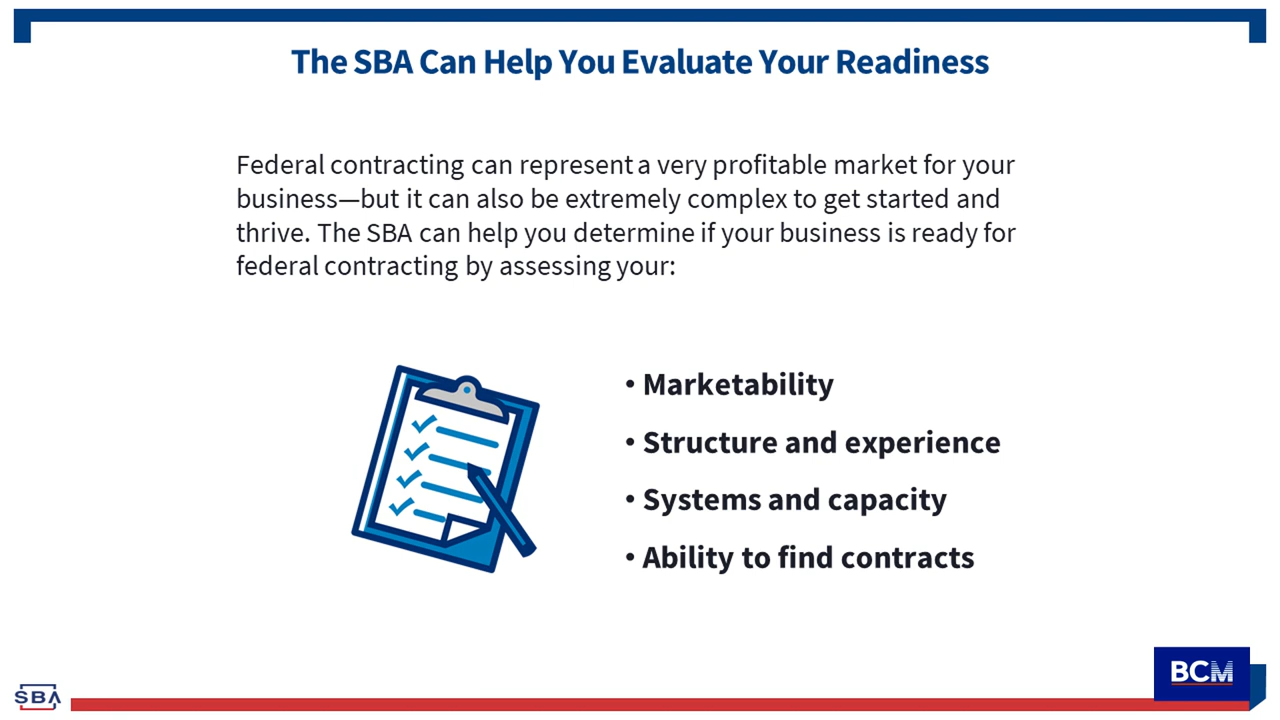 The SBA Can Help You Evaluate Your Readiness
Federal contracting can represent a very profitable market for your
business—but it can also be extremely complex to get started and
thrive. The SBA can help you determine if your business is ready for
federal contracting by assessing your:
• Marketability
• Structure and experience
• Systems and capacity
• Ability to find contracts
SBA
BCM